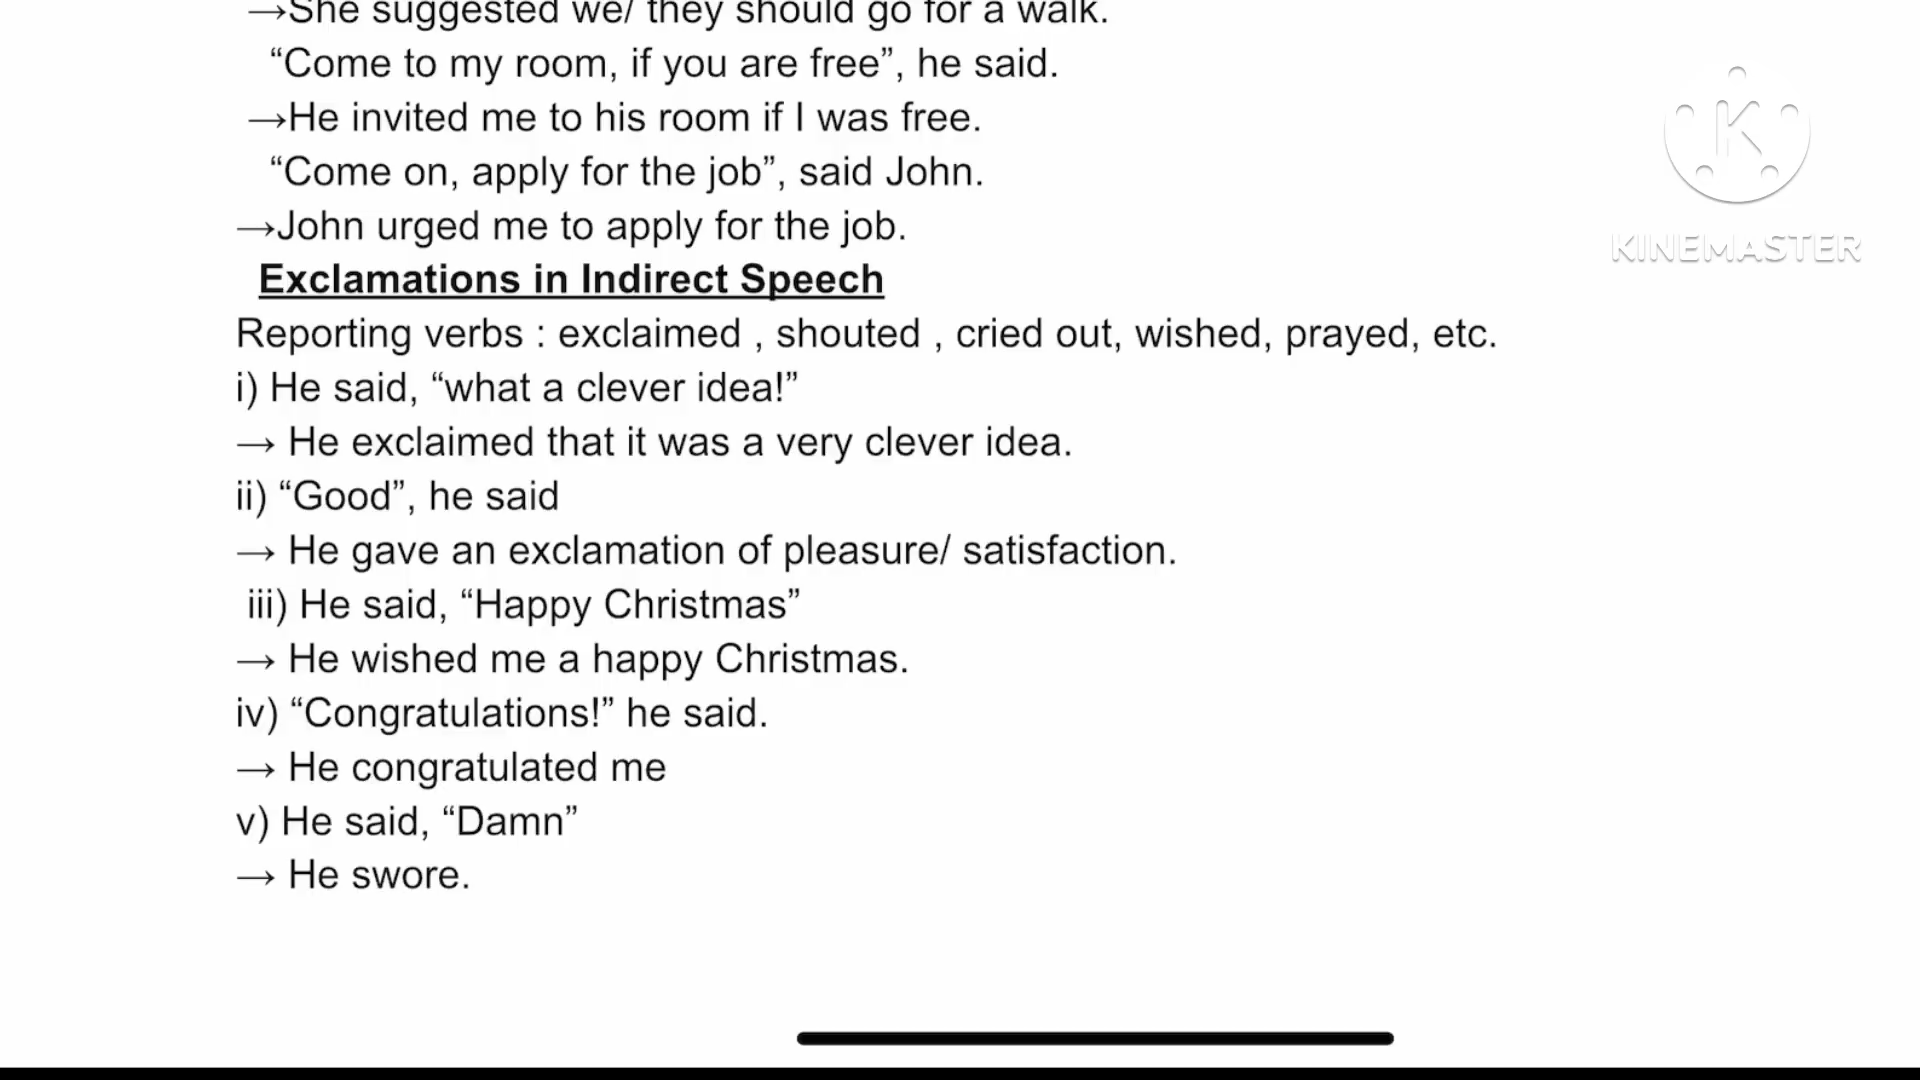 →She suggested we/ they should go for a walk.
“Come to my room, if you are free”, he said.
→He invited me to his room if I was free.
“Come on, apply for the job”, said John.
→John urged me to apply for the job.
Exclamations in Indirect Speech
Reporting verbs : exclaimed , shouted , cried out, wished, prayed, etc.
i) He said, “what a clever idea!”
→ He exclaimed that it was a very clever idea.
ii) “Good”, he said
→ He gave an exclamation of pleasure/ satisfaction.
iii) He said, “Happy Christmas”
→ He wished me a happy Christmas.
iv) “Congratulations!” he said.
→ He congratulated me
v) He said, “Damn”
→ He swore.
K
KINEMASTER